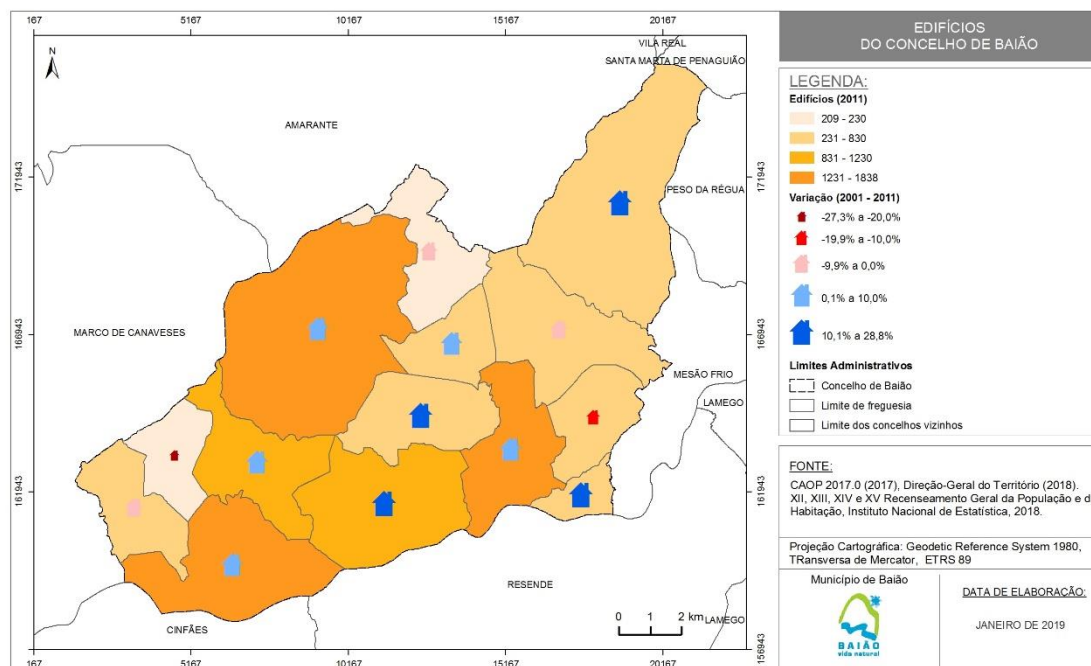 167
5167
10167
15167
20167
VILA REAL
SANTA MARTA DE PENAGUIÃO
N
AMARANTE
171943
171943
PESO DA RÉGUA
MARCO DE CANAVESES
166943
166943
MESÃO FRIO
LAMEGO
161943
161943
RESENDE
0 1 2 km
CINFÃES
LAMEGO
156943
167
5167
10167
15167
20167
EDIFÍCIOS
DO CONCELHO DE BAIÃO
LEGENDA:
Edifícios (2011)
209 - 230
231 - 830
831 - 1230
1231 - 1838
Variação (2001 - 2011)
-27,3% a -20,0%
-19,9% a -10,0%
-9,9% a 0,0%
0,1% a 10,0%
10,1% a 28,8%
Limites Administrativos
Concelho de Baião
Limite de freguesia
Limite dos concelhos vizinhos
FONTE:
CAOP 2017.0 (2017), Direção-Geral do Território (2018).
XII, XIII, XIV e XV Recenseamento Geral da População e d
Habitação, Instituto Nacional de Estatística, 2018.
Projeção Cartográfica: Geodetic Reference System 1980,
TRansversa de Mercator, ETRS 89
Município de Baião
BAIÃO
vida natural
DATA DE ELABORAÇÃO:
JANEIRO DE 2019